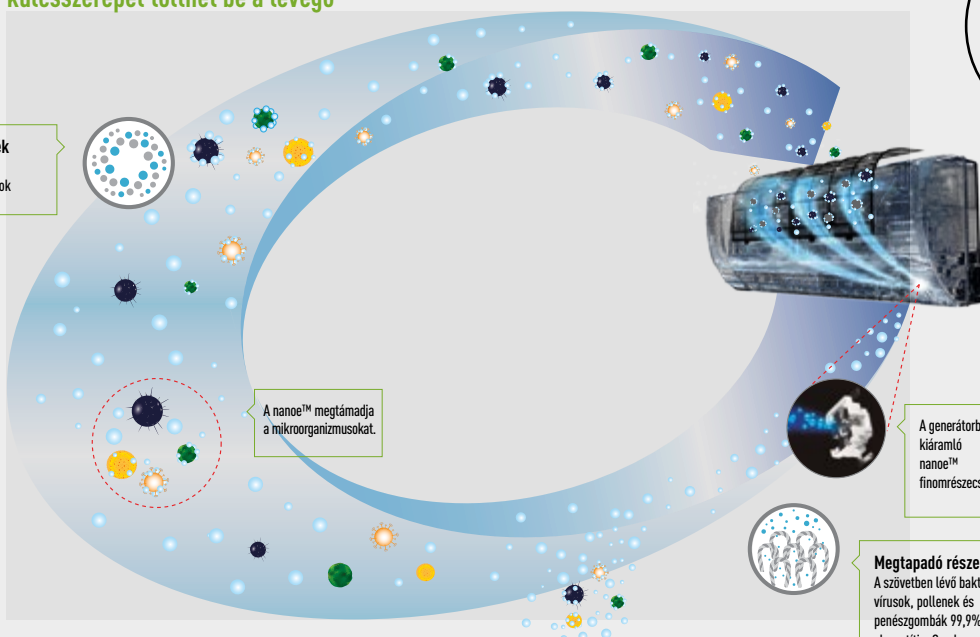 kulcsszerepet tölthet be a levegő
ek
ok
A nanoe™ megtámadja
a mikroorganizmusokat.
A generátorb
kiáramló
nanoe™
finomrészecs
Megtapadó része
A szövetben lévő bakt
vírusok, pollenek és
penészgombák 99,9%